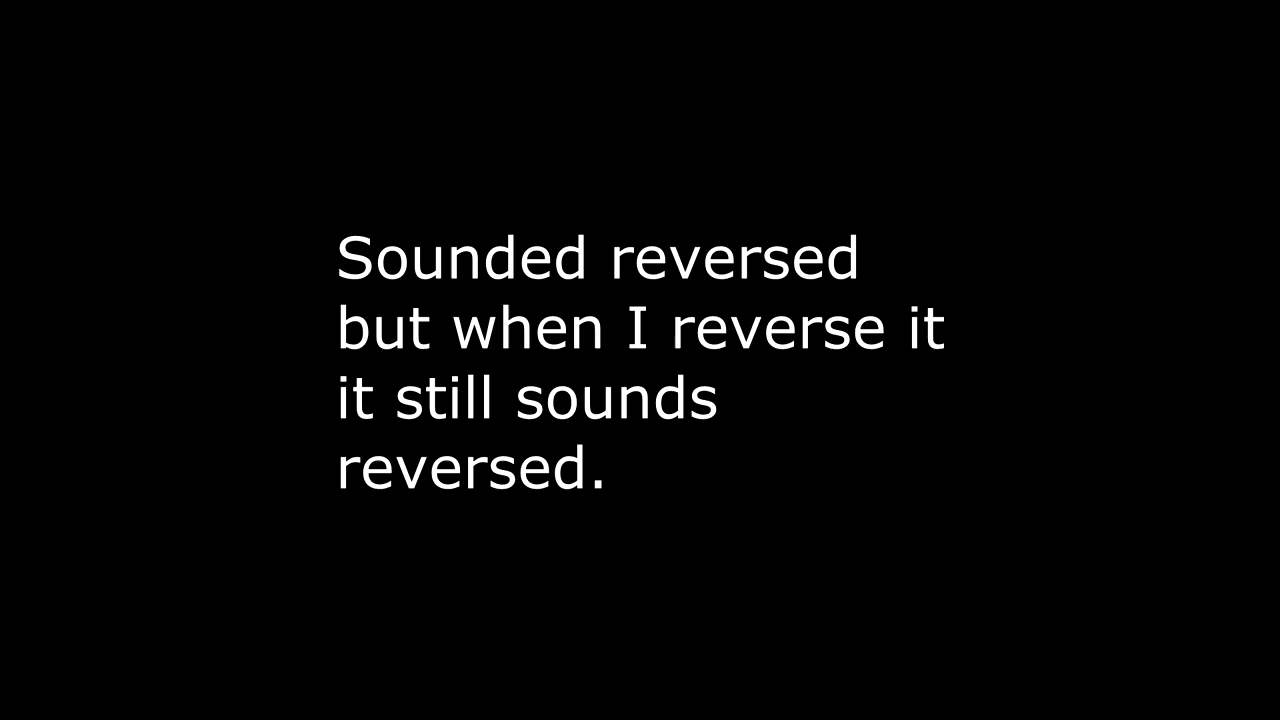 Sounded reversed
but when I reverse it
it still sounds
reversed.